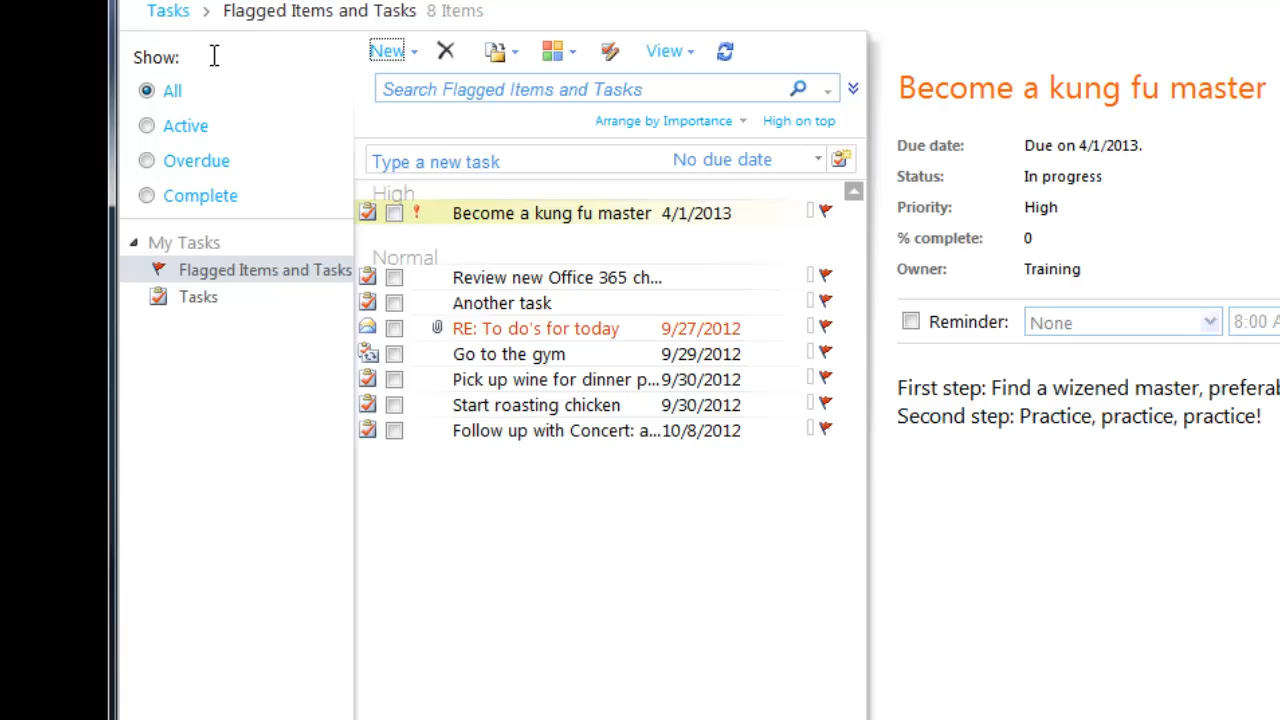 Tasks > Flagged Items and Tasks 8 Items
Show:
All
Active
Overdue
Complete
My Tasks
Flagged Items and Tasks
Tasks
New
View
Search Flagged Items and Tasks
Arrange by Importance High on top
Type a new task No due date
High
Become a kung fu master 4/1/2013
Normal
Review new Office 365 ch...
Another task
RE: To do's for today 9/27/2012
Go to the gym 9/29/2012
Pick up wine for dinner p... 9/30/2012
Start roasting chicken 9/30/2012
Follow up with Concert: a... 10/8/2012
Become a kung fu master
Due date: Due on 4/1/2013.
Status: In progress
Priority: High
% complete: 0
Owner: Training
Reminder: None 8:00 A
First step: Find a wizened master,
Second step: Practice, practice, practice!